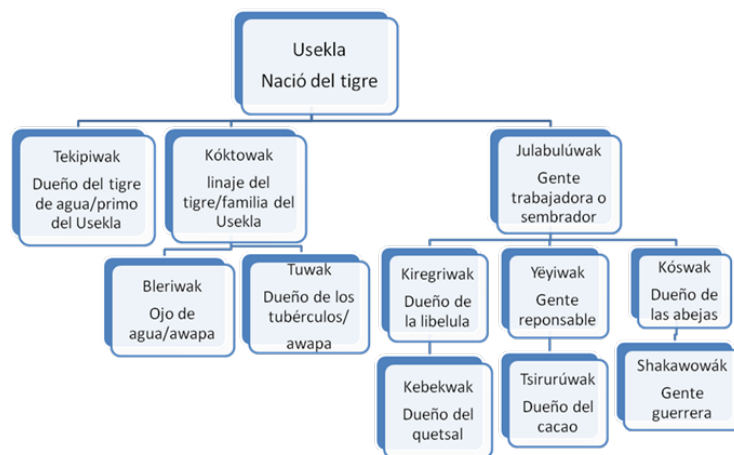 Usekla
Nació del tigre
Tekipiwak
Dueño del tigre
de agua/primo
del Usekla
Kóktowak
linaje del
tigre/familia del
Usekla
Julabulúwak
Gente
trabajadora o
sembrador
Bleriwak
Ojo de
agua/awapa
Tuwak
Dueño de los
tubérculos/
awapa
Kiregriwak
Dueño de
la libelula
Yëyiwak
Gente
reponsable
Kóswak
Dueño de
las abejas
Kebekwak
Dueño del
quetsal
Tsirurúwak
Dueño del
cacao
Shakawowák
Gente
guerrera